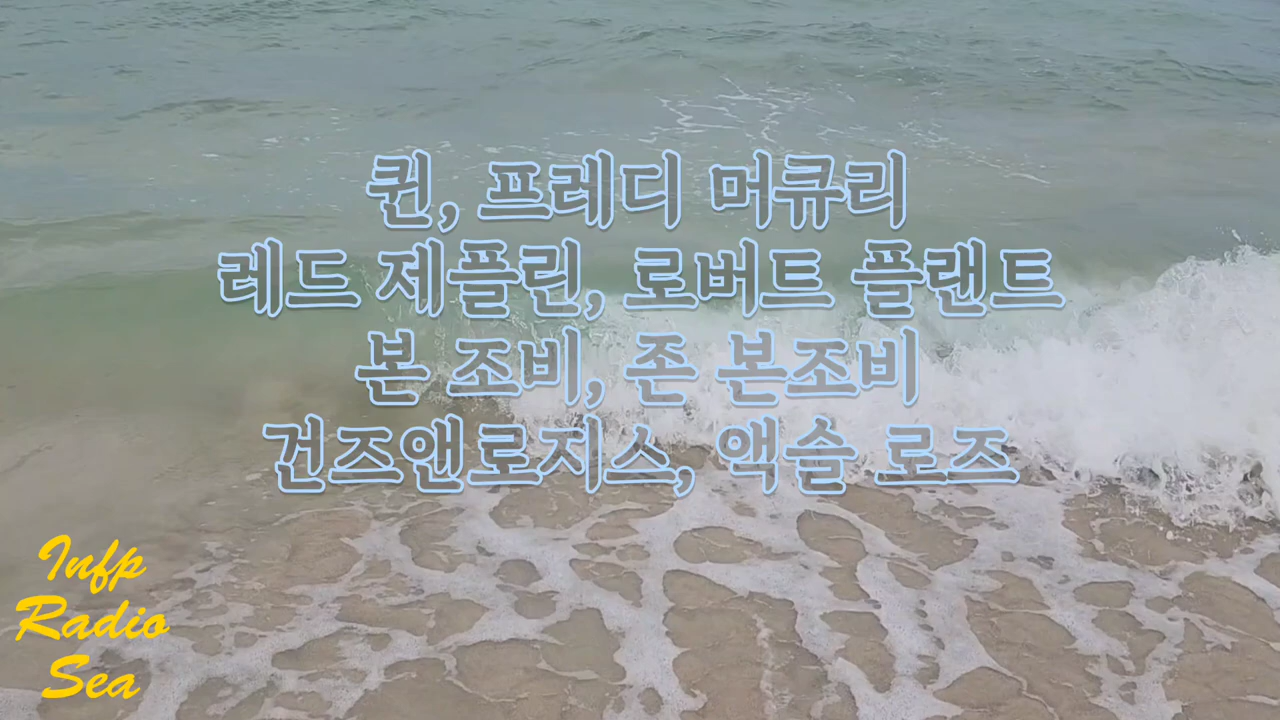 퀸, 프레디 머큐리
레드 제플린, 로버트 플랜트
본 조비, 존 본조비
건즈앤로지스, 액슬 로즈
Infp
Radio
Sea